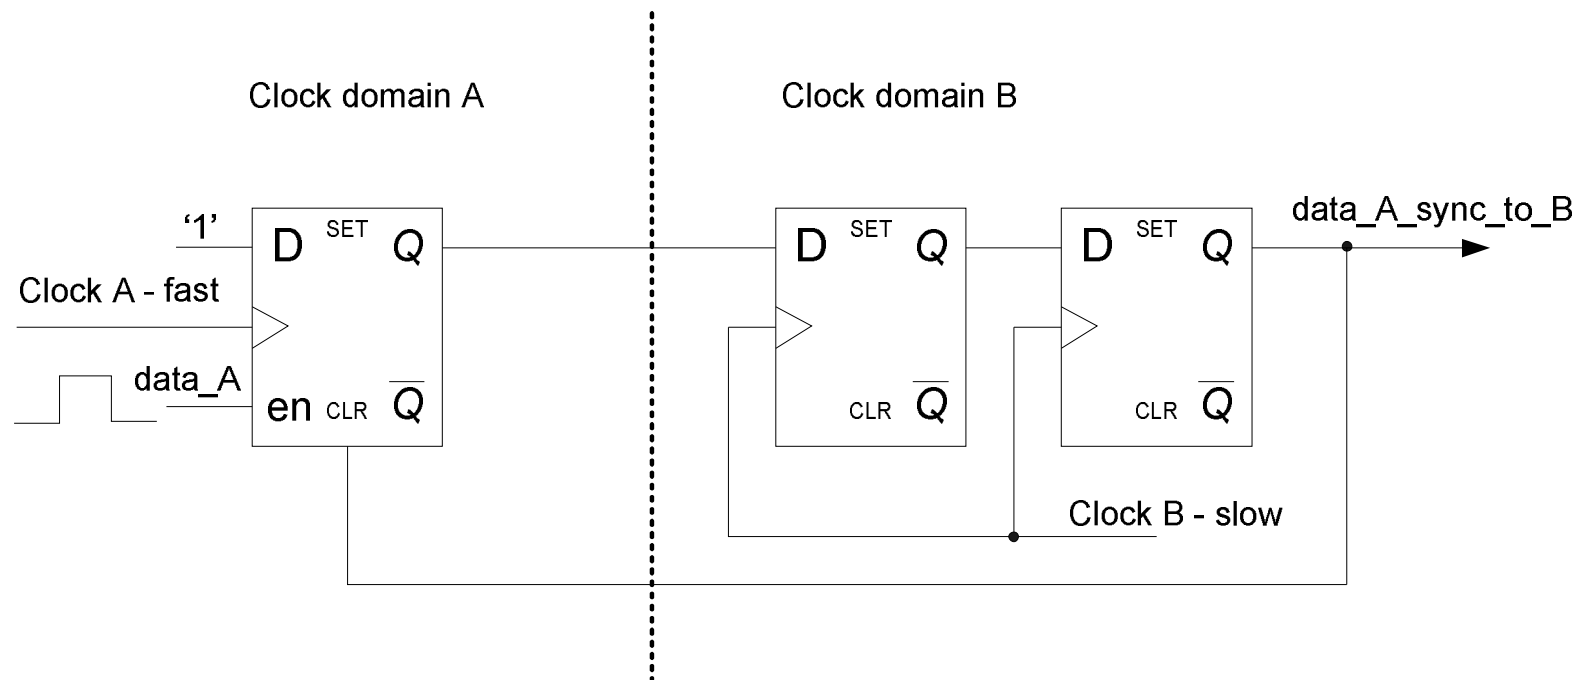 Clock domain A
Clock domain B
‘1’
D SET Q
Clock A - fast
data_A
en CLR Q
D SET Q
CLR Q
D SET Q
CLR Q
data_A_sync_to_B
Clock B - slow